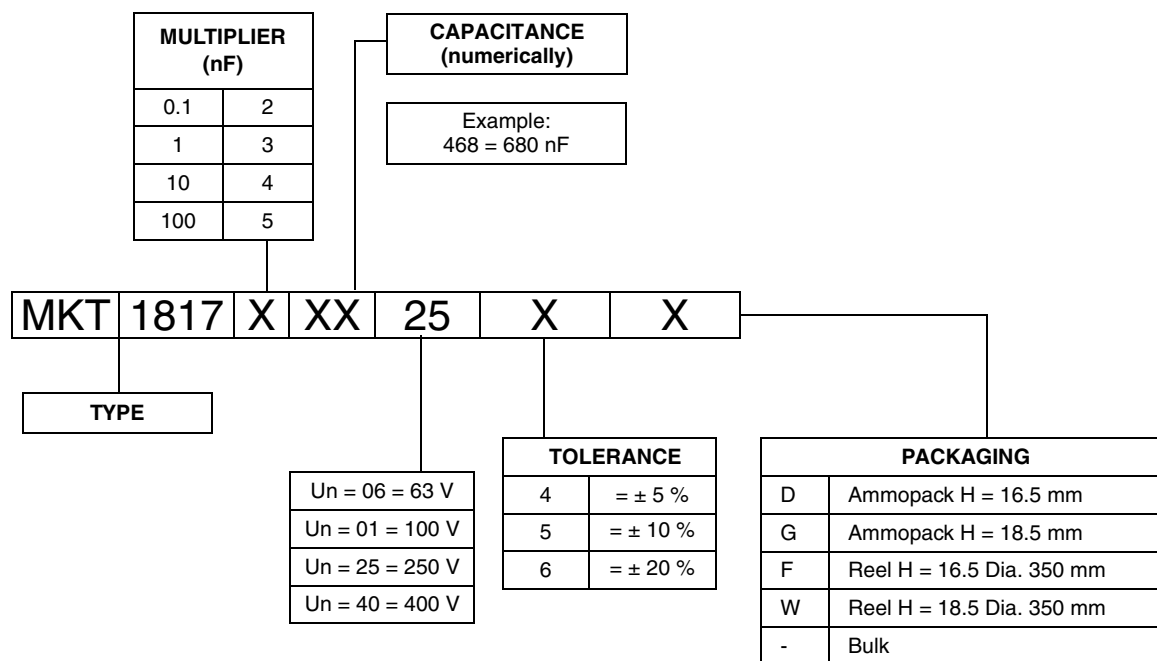 MULTIPLIER
(nF)
0.1 2
1 3
10 4
100 5
CAPACITANCE
(numerically)
Example:
468 = 680 nF
MKT 1817 X XX 25 X X
TYPE
Un = 06 = 63 V
Un = 01 = 100 V
Un = 25 = 250 V
Un = 40 = 400 V
TOLERANCE
4 = ± 5 %
5 = ± 10 %
6 = ± 20 %
PACKAGING
D Ammopack H = 16.5 mm
G Ammopack H = 18.5 mm
F Reel H = 16.5 Dia. 350 mm
W Reel H = 18.5 Dia. 350 mm
- Bulk